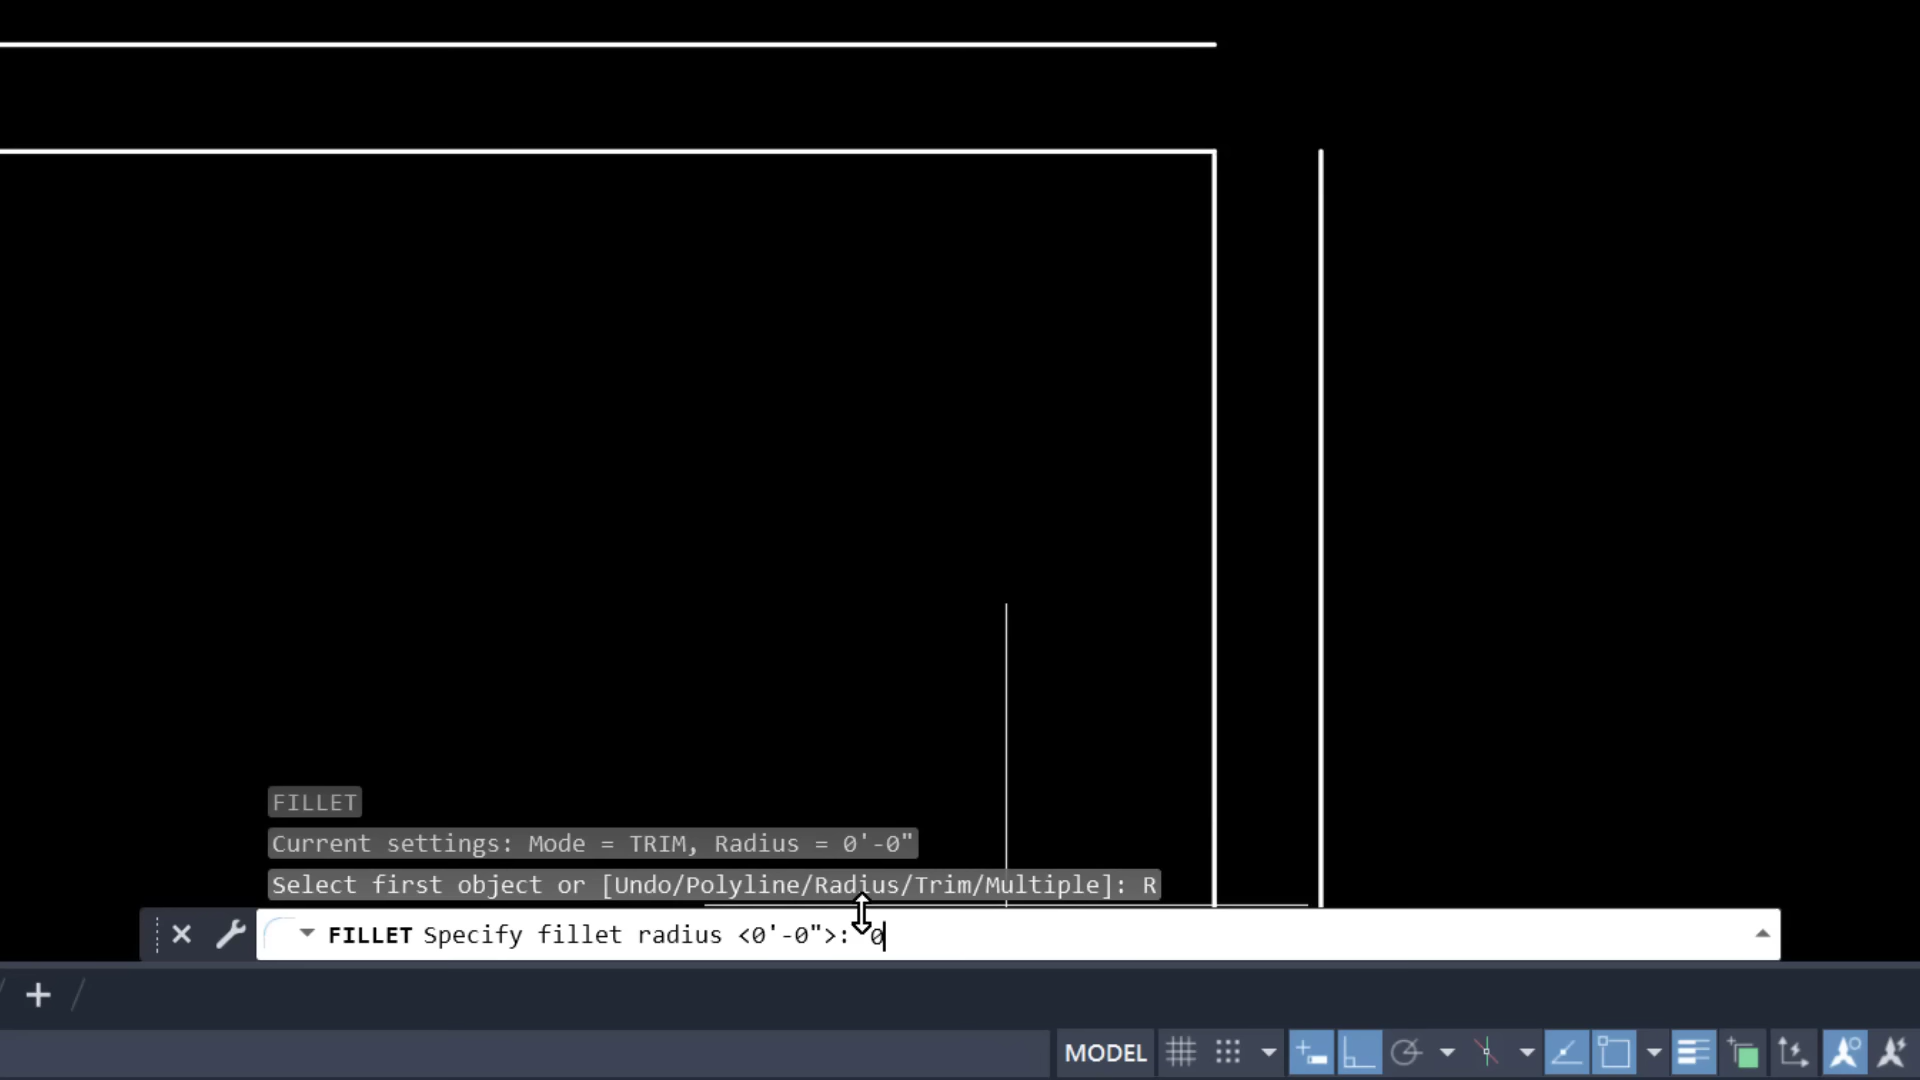 FILLET
Current settings: Mode = TRIM, Radius = 0'-0"
Select first object or [Undo/Polyline/Radius/Trim/Multiple]: R
FILLET Specify fillet radius <0'-0">: 0
MODEL